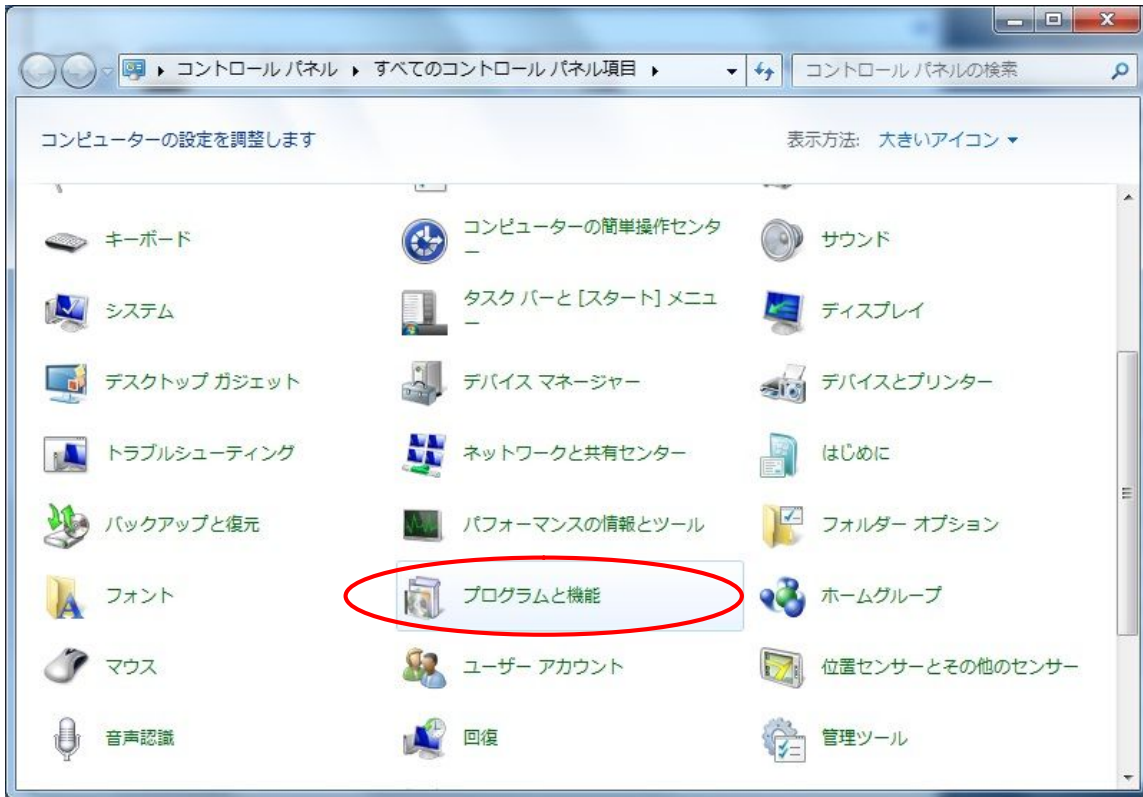 コントロール パネル ▸ すべてのコントロール パネル項目 ▸
コントロール パネルの検索
コンピューターの設定を調整します
表示方法: 大きいアイコン
キーボード
コンピューターの簡単操作センタ
ー
サウンド
システム
タスク バーと [スタート] メニュ
ー
ディスプレイ
デスクトップ ガジェット
デバイス マネージャー
デバイスとプリンター
トラブルシューティング
ネットワークと共有センター
はじめに
バックアップと復元
パフォーマンスの情報とツール
フォルダー オプション
フォント
プログラムと機能
ホームグループ
マウス
ユーザー アカウント
位置センサーとその他のセンサー
音声認識
回復
管理ツール